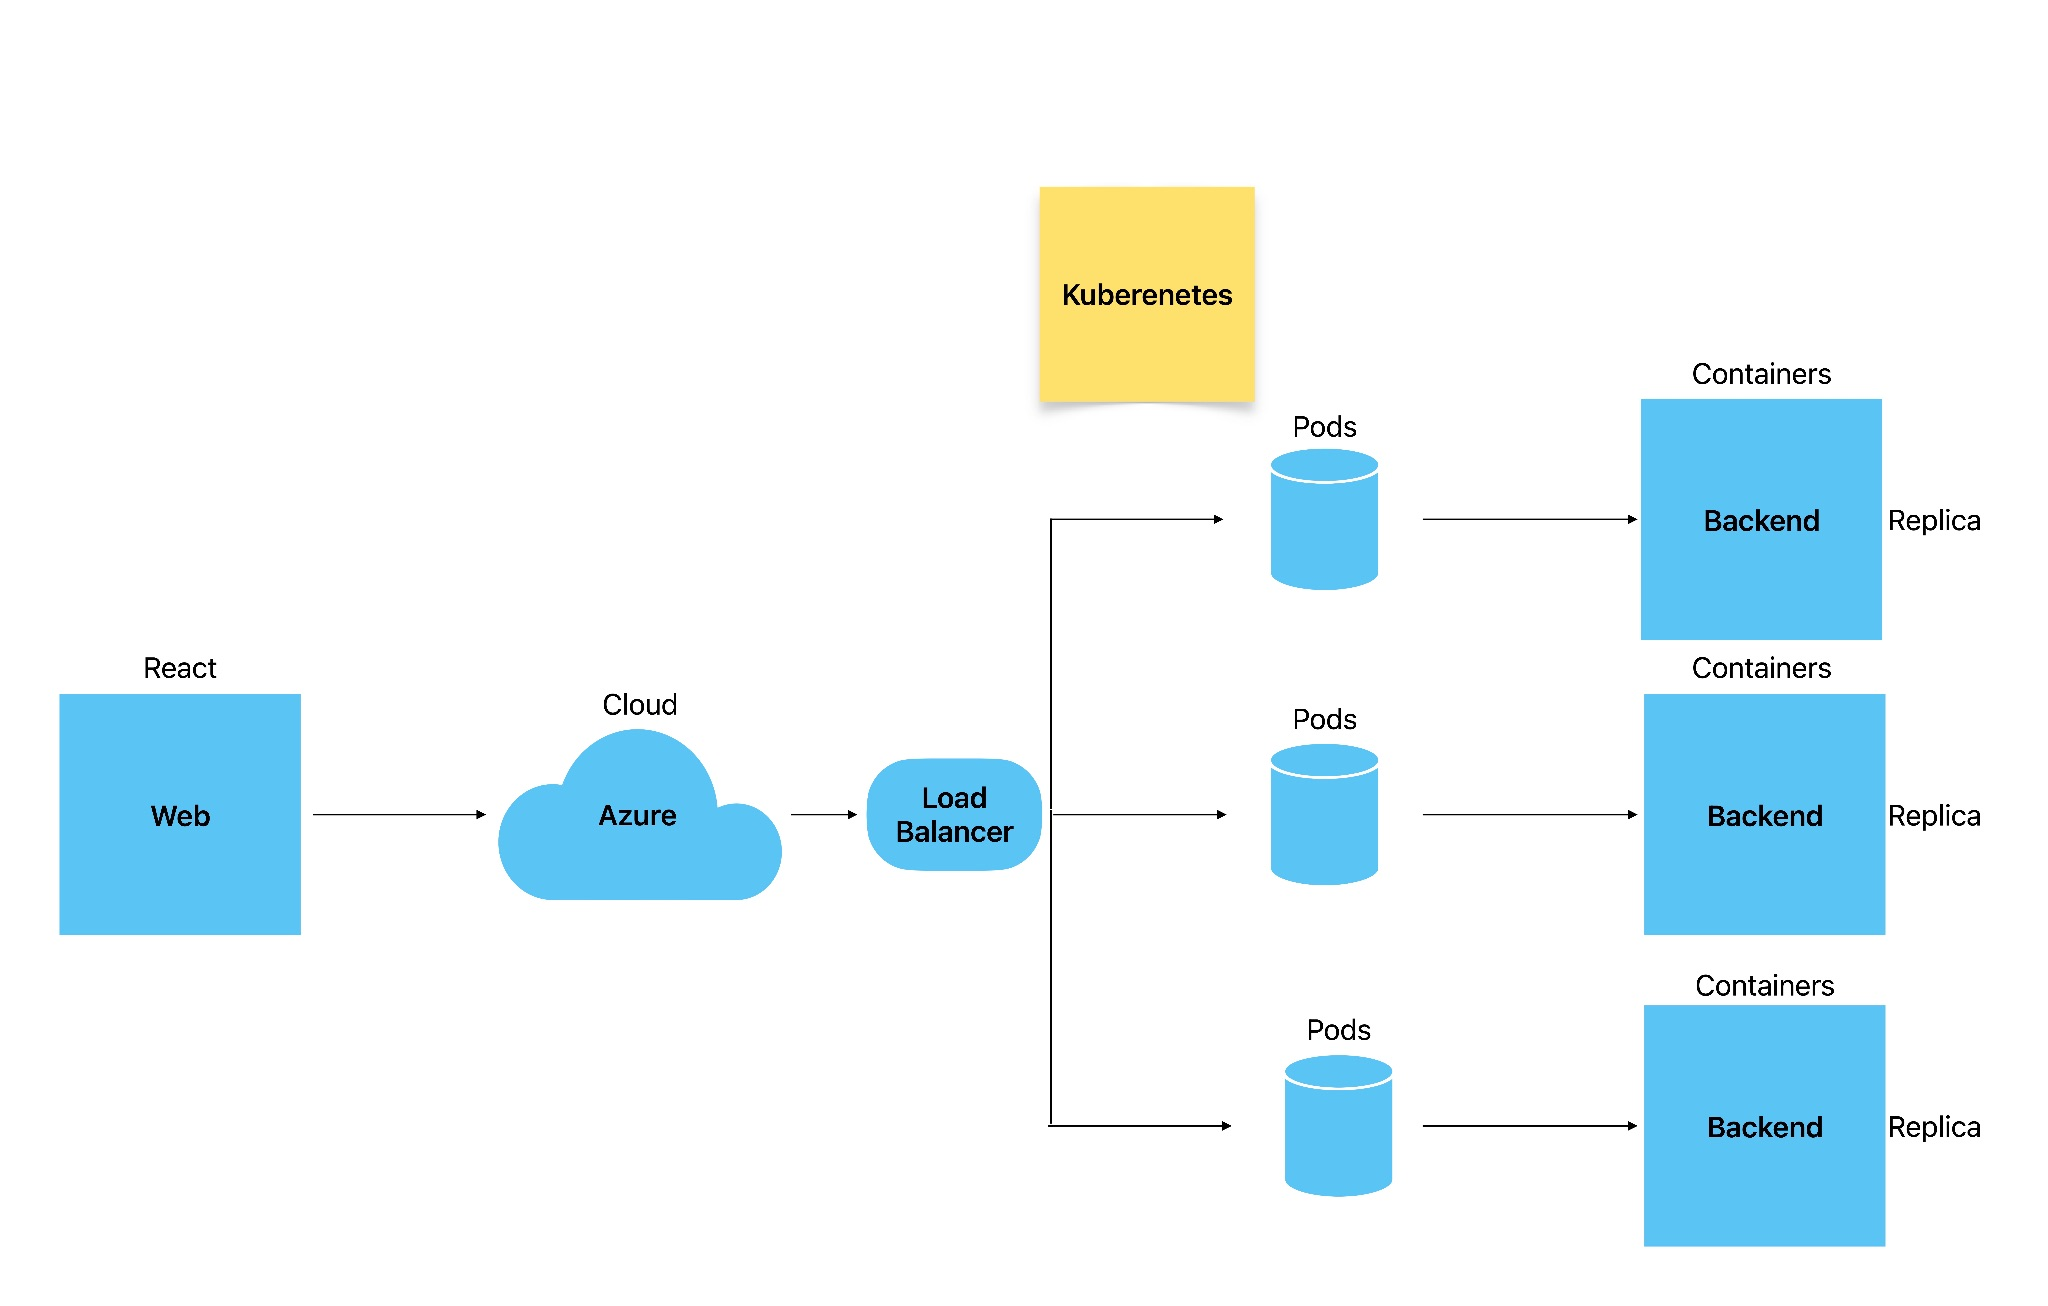 Kuberenetes
React
Web
Cloud
Azure
Load
Balancer
Pods
Containers
Backend
Replica
Pods
Containers
Backend
Replica
Pods
Containers
Backend
Replica